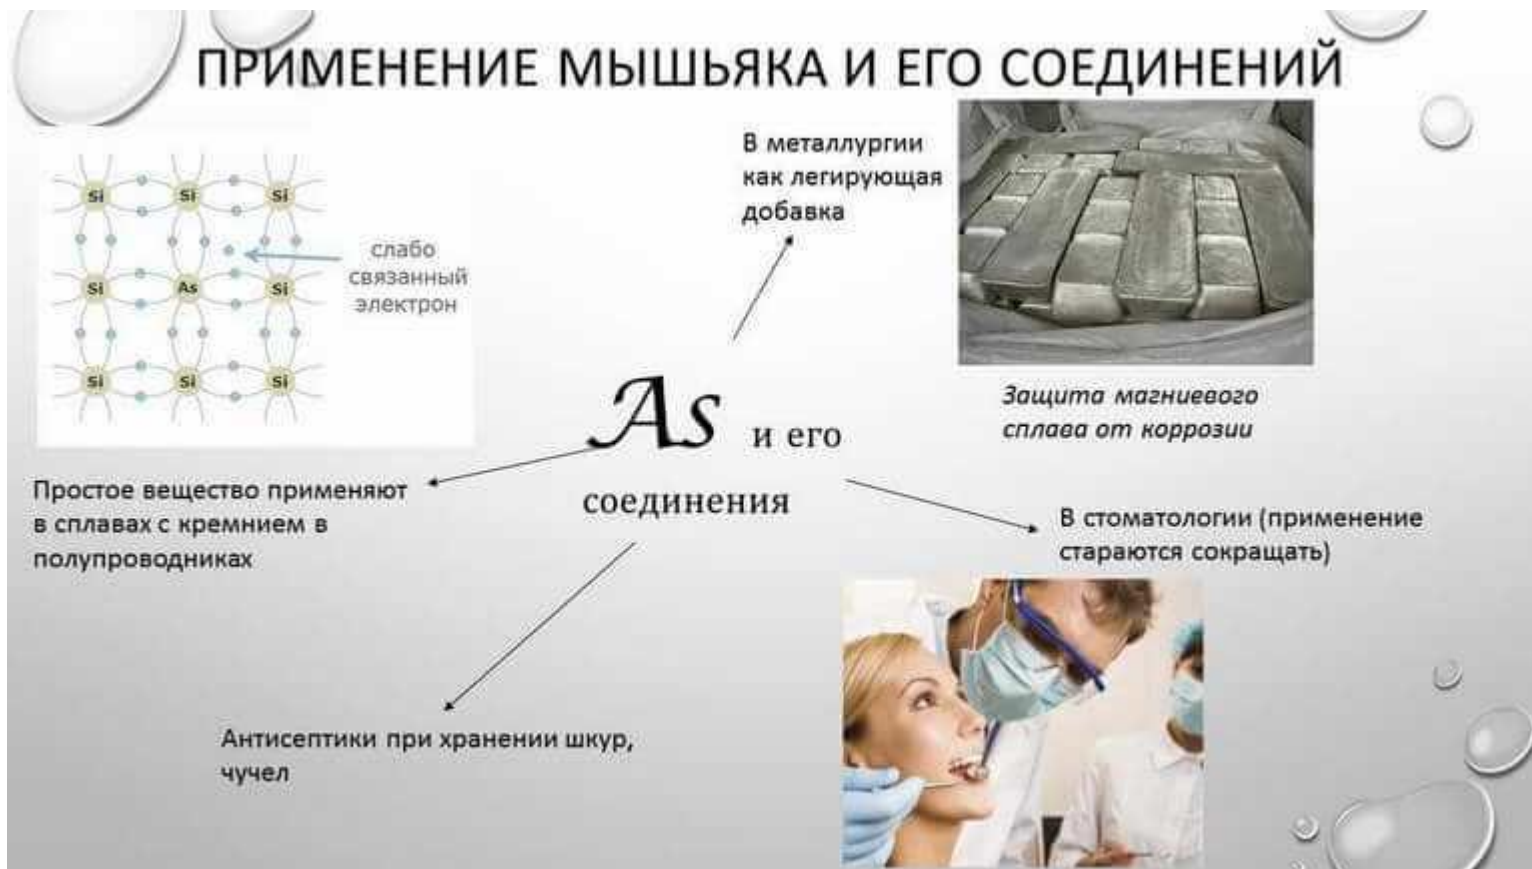 ПРИМЕНЕНИЕ МЫШЬЯКА И ЕГО СОЕДИНЕНИЙ
Si Si Si
Si As Si
Si Si Si
слабо
связанный
электрон
В металлургии
как легирующая
добавка
Защита магниевого
сплава от коррозии
As и его
соединения
Простое вещество применяют
в сплавах с кремнием в
полупроводниках
В стоматологии (применение
стараются сокращать)
Антисептики при хранении шкур,
чучел